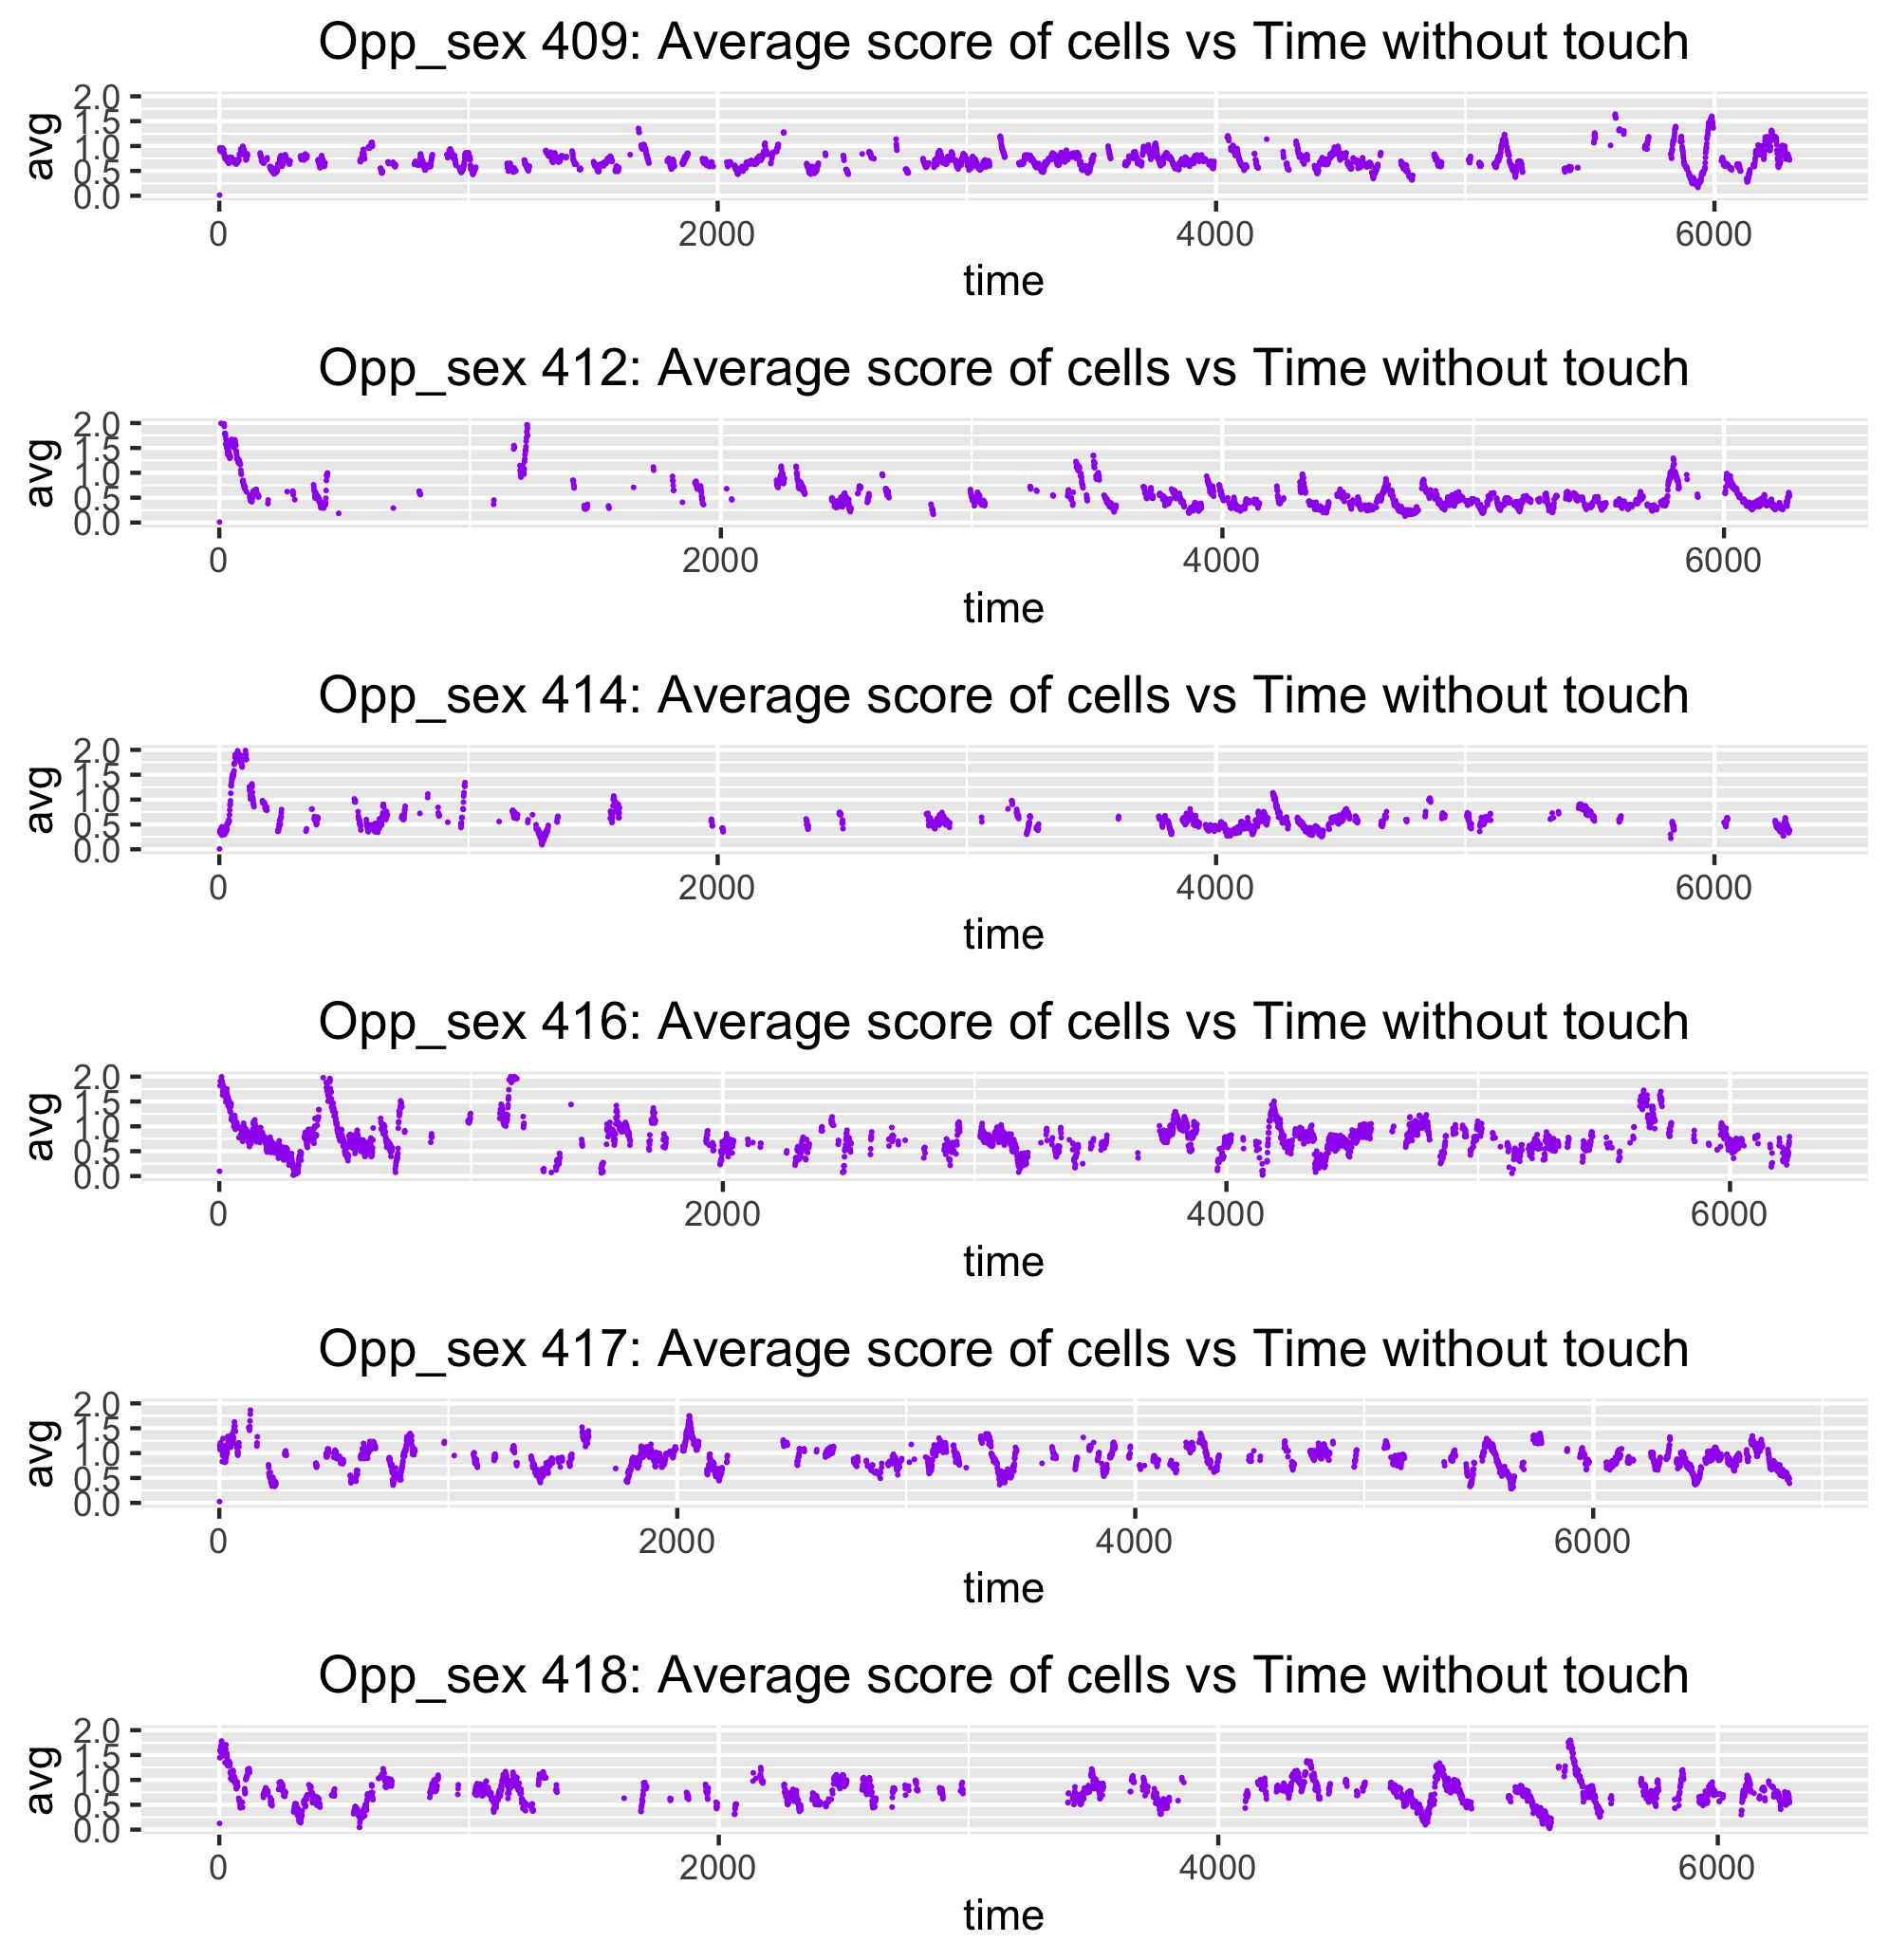 Opp_sex 409: Average score of cells vs Time without touch
avg
2.0
1.5
1.0
0.5
0.0
0 2000 4000 6000
time
Opp_sex 412: Average score of cells vs Time without touch
avg
2.0
1.5
1.0
0.5
0.0
0 2000 4000 6000
time
Opp_sex 414: Average score of cells vs Time without touch
avg
2.0
1.5
1.0
0.5
0.0
0 2000 4000 6000
time
Opp_sex 416: Average score of cells vs Time without touch
avg
2.0
1.5
1.0
0.5
0.0
0 2000 4000 6000
time
Opp_sex 417: Average score of cells vs Time without touch
avg
2.0
1.5
1.0
0.5
0.0
0 2000 4000 6000
time
Opp_sex 418: Average score of cells vs Time without touch
avg
2.0
1.5
1.0
0.5
0.0
0 2000 4000 6000
time